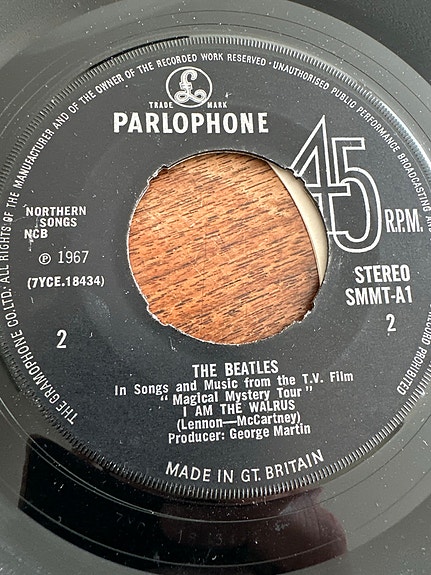 THE GRAMOPHONE CO. LTD. ALL RIGHTS OF THE MANUFACTURER AND OF THE OWNER OF THE RECORDED WORK RESERVED · UNAUTHORISED PUBLIC PERFORMANCE BROADCASTING AN
RECORD PROHIBITED
£
TRADE MARK
PARLOPHONE
45
R.P.M.
NORTHERN
SONGS
NCB
Ⓟ 1967
(7YCE.18434)
STEREO
SMMT-A1
2
2
THE BEATLES
In Songs and Music from the T.V. Film
"Magical Mystery Tour"
I AM THE WALRUS
(Lennon—McCartney)
Producer: George Martin
MADE IN GT. BRITAIN